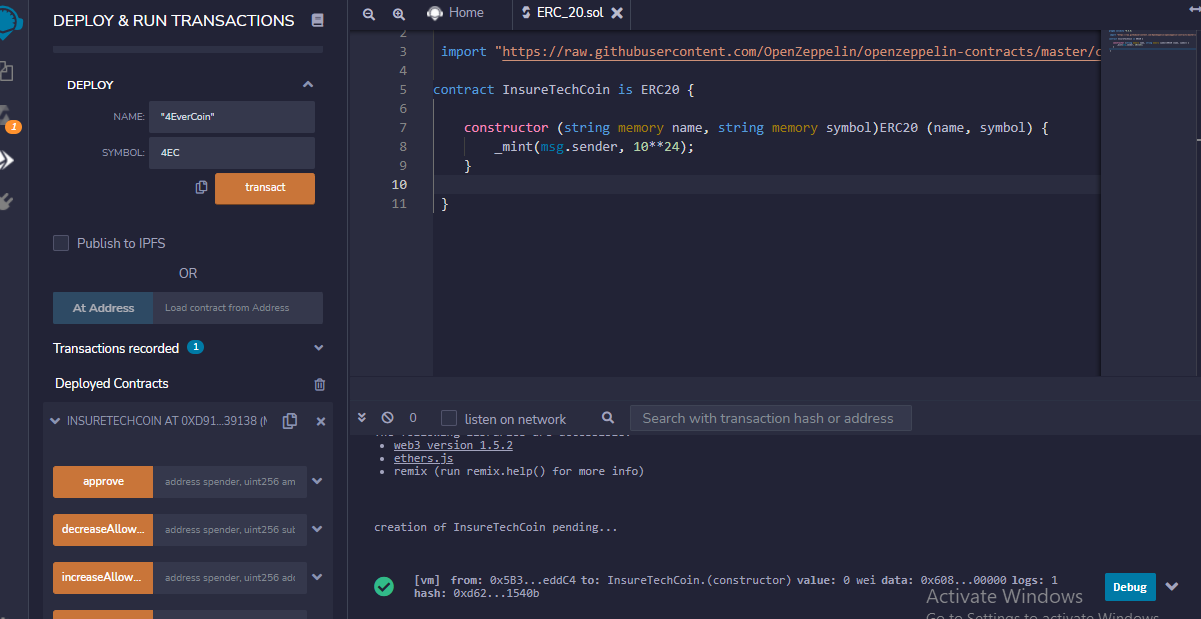 DEPLOY & RUN TRANSACTIONS
DEPLOY
NAME: "4EverCoin"
SYMBOL: 4EC
transact
Publish to IPFS
OR
At Address Load contract from Address
Transactions recorded 1
Deployed Contracts
INSURETECHCOIN AT 0XD91...39138 (M
approve address spender, uint256 am
decreaseAllow... address spender, uint256 sub
increaseAllow... address spender, uint256 add
1
Home ERC_20.sol
2
3 import "https://raw.githubusercontent.com/OpenZeppelin/openzeppelin-contracts/master/c
4
5 contract InsureTechCoin is ERC20 {
6
7 constructor (string memory name, string memory symbol)ERC20 (name, symbol) {
8 _mint(msg.sender, 10**24);
9 }
10
11 }
0 listen on network Search with transaction hash or address
• web3 version 1.5.2
• ethers.js
• remix (run remix.help() for more info)
creation of InsureTechCoin pending...
[vm] from: 0x5B3...eddC4 to: InsureTechCoin.(constructor) value: 0 wei data: 0x608...00000 logs: 1
hash: 0xd62...1540b
Debug
Activate Windows
Go to Settings to activate Windows.